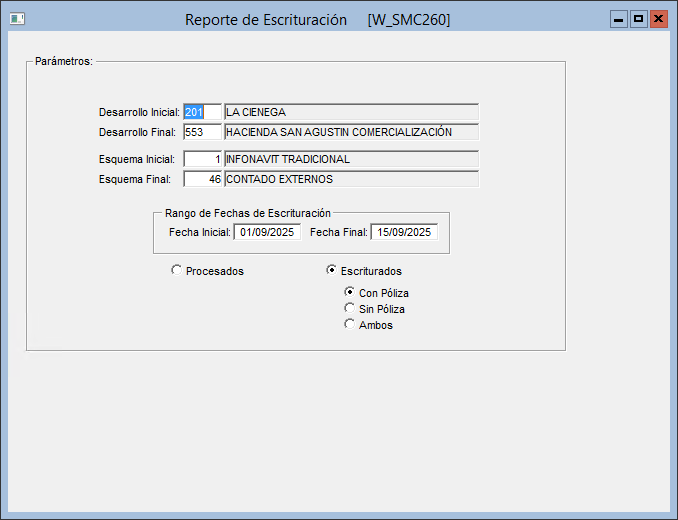 Reporte de Escrituración [W_SMC260]
Parámetros:
Desarrollo Inicial: 201 LA CIENEGA
Desarrollo Final: 553 HACIENDA SAN AGUSTIN COMERCIALIZACIÓN
Esquema Inicial: 1 INFONAVIT TRADICIONAL
Esquema Final: 46 CONTADO EXTERNOS
Rango de Fechas de Escrituración
Fecha Inicial: 01/09/2025 Fecha Final: 15/09/2025
Procesados Escriturados
Con Póliza
Sin Póliza
Ambos